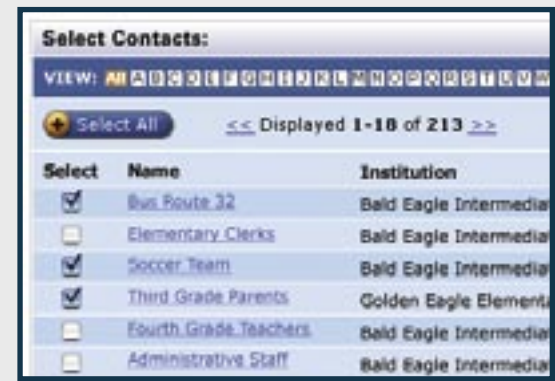 Select Contacts:
VIEW: All A B C D E F G H I J K L M N O P Q R S T U V W
Select All << Displayed 1-18 of 213 >>
Select Name Institution
Bus Route 32 Bald Eagle Intermediat
Elementary Clerks Bald Eagle Intermediat
Soccer Team Bald Eagle Intermediat
Third Grade Parents Golden Eagle Elementa
Fourth Grade Teachers Bald Eagle Intermediat
Administrative Staff Bald Eagle Intermediat